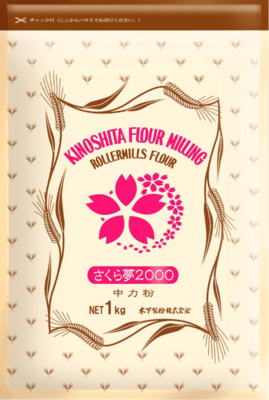 チャック付(ここからハサミでお切りください。)
KINOSHITA FLOUR MILLING
ROLLERMILLS FLOUR
さくら夢2000
中力粉
NET 1kg 木下製粉株式会社